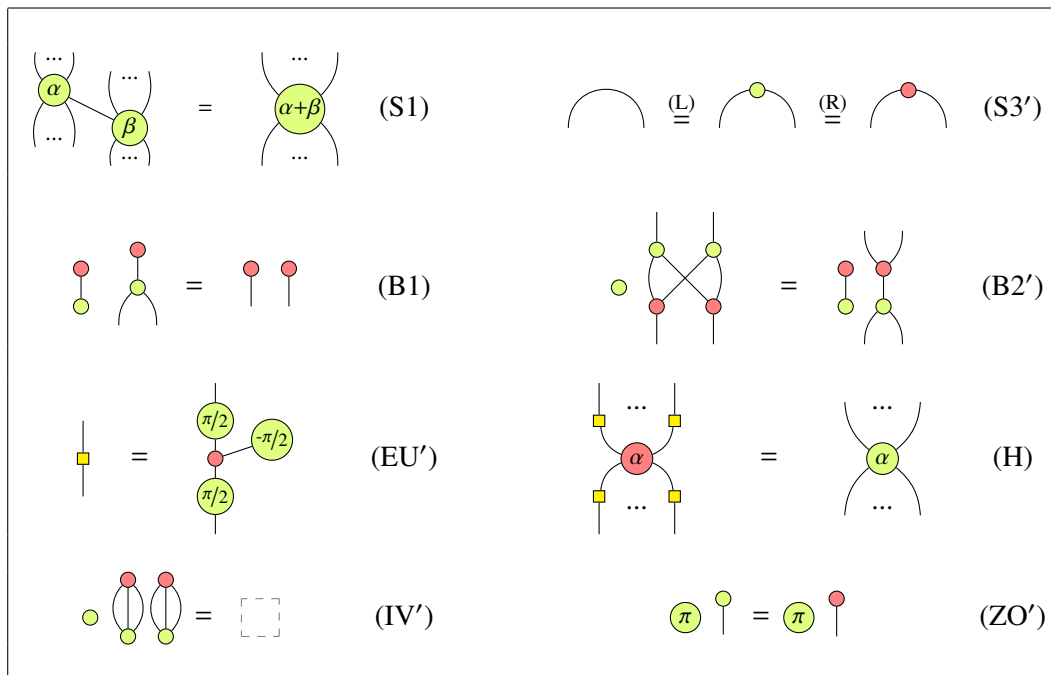 ... ... α β ... ... = ... α+β ... (S1)
(L) = (R) = (S3′)
= (B1)
= (B2′)
= π/2 -π/2 π/2 (EU′)
... α ... = ... α ... (H)
= (IV′)
π = π (ZO′)